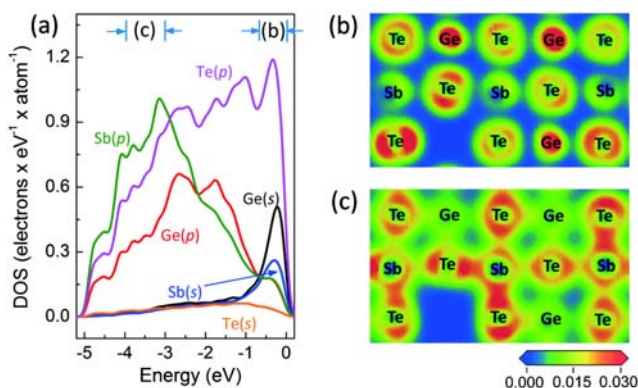 (a)
(c)
(b)
DOS (electrons x eV⁻¹ x atom⁻¹)
1.2
0.9
0.6
0.3
0.0
Te(p)
Sb(p)
Ge(s)
Ge(p)
Sb(s)
Te(s)
-5 -4 -3 -2 -1 0
Energy (eV)
(b)
Te Ge Te Ge Te
Sb Te Sb Te Sb
Te Te Ge Te
(c)
Te Ge Te Ge Te
Sb Te Sb Te Sb
Te Te Ge Te
0.000 0.015 0.030